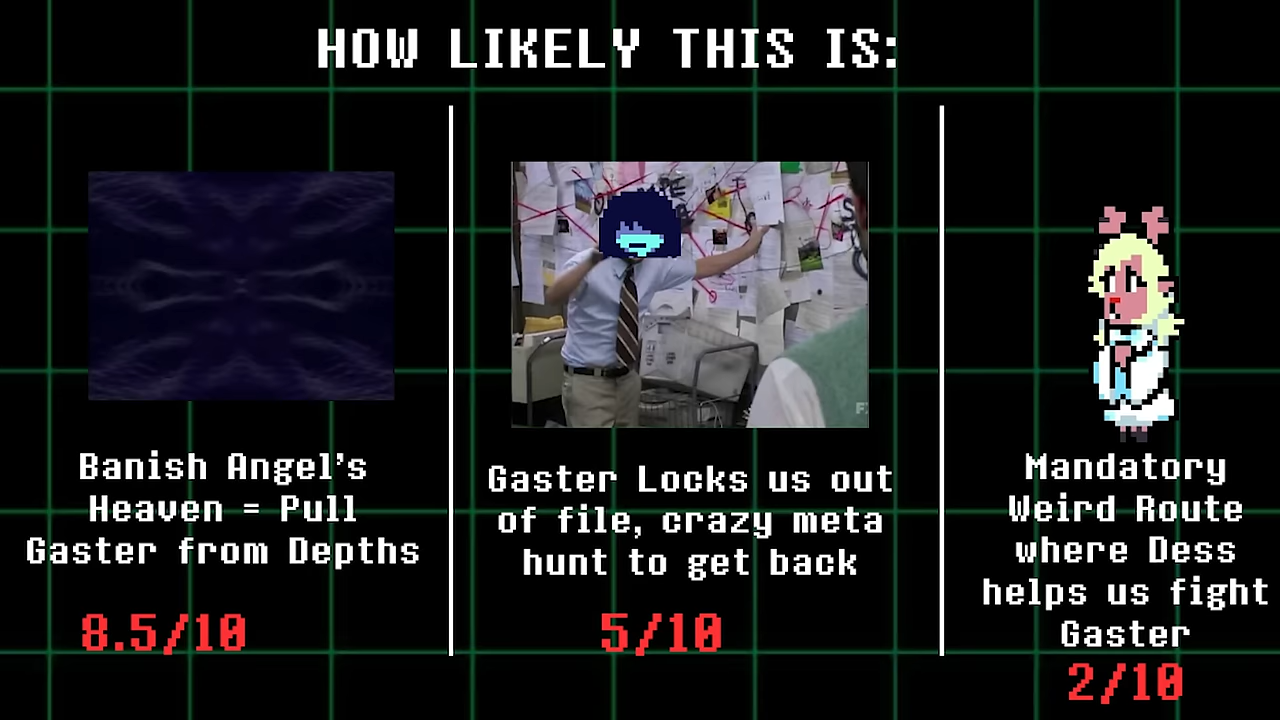 HOW LIKELY THIS IS:
Banish Angel's
Heaven = Pull
Gaster from Depths
8.5/10
Gaster Locks us out
of file, crazy meta
hunt to get back
5/10
Mandatory
Weird Route
where Dess
helps us fight
Gaster
2/10